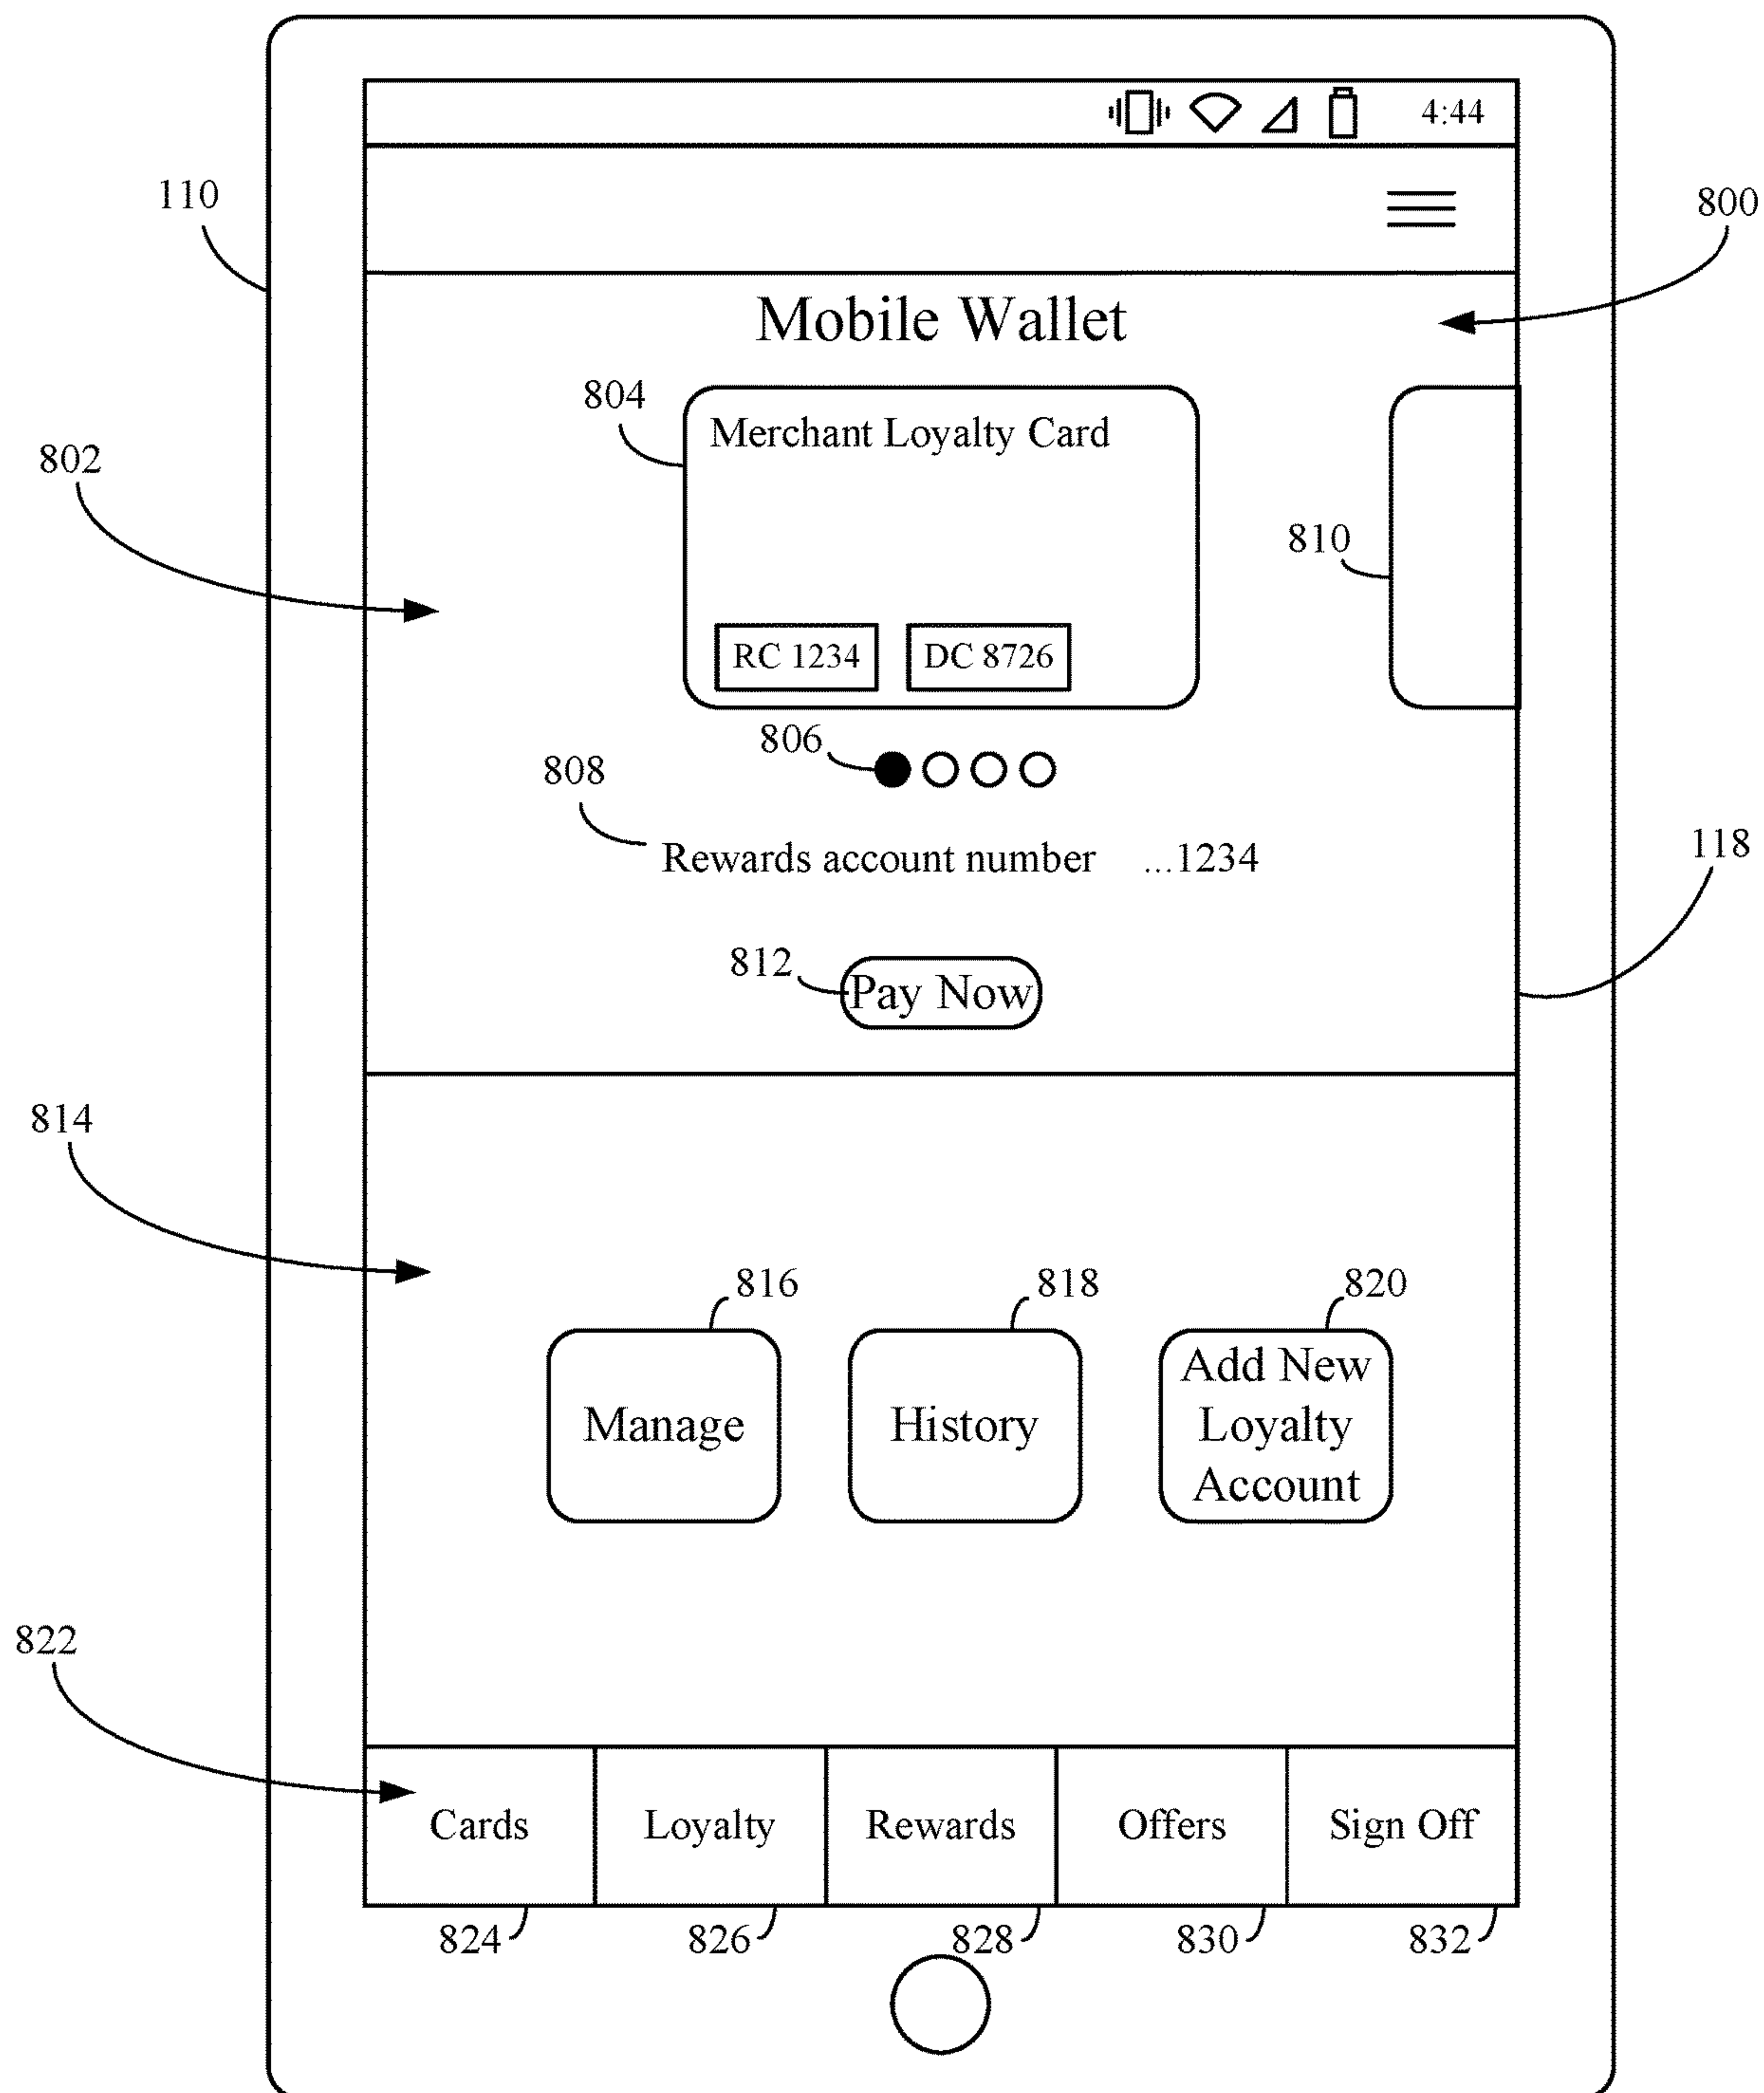 4:44
110
800
Mobile Wallet
804
Merchant Loyalty Card
802
810
RC 1234 DC 8726
806
808
Rewards account number ...1234
118
812
Pay Now
814
816 818 820
Manage
History
Add New
Loyalty
Account
822
Cards Loyalty Rewards Offers Sign Off
824 826 828 830 832